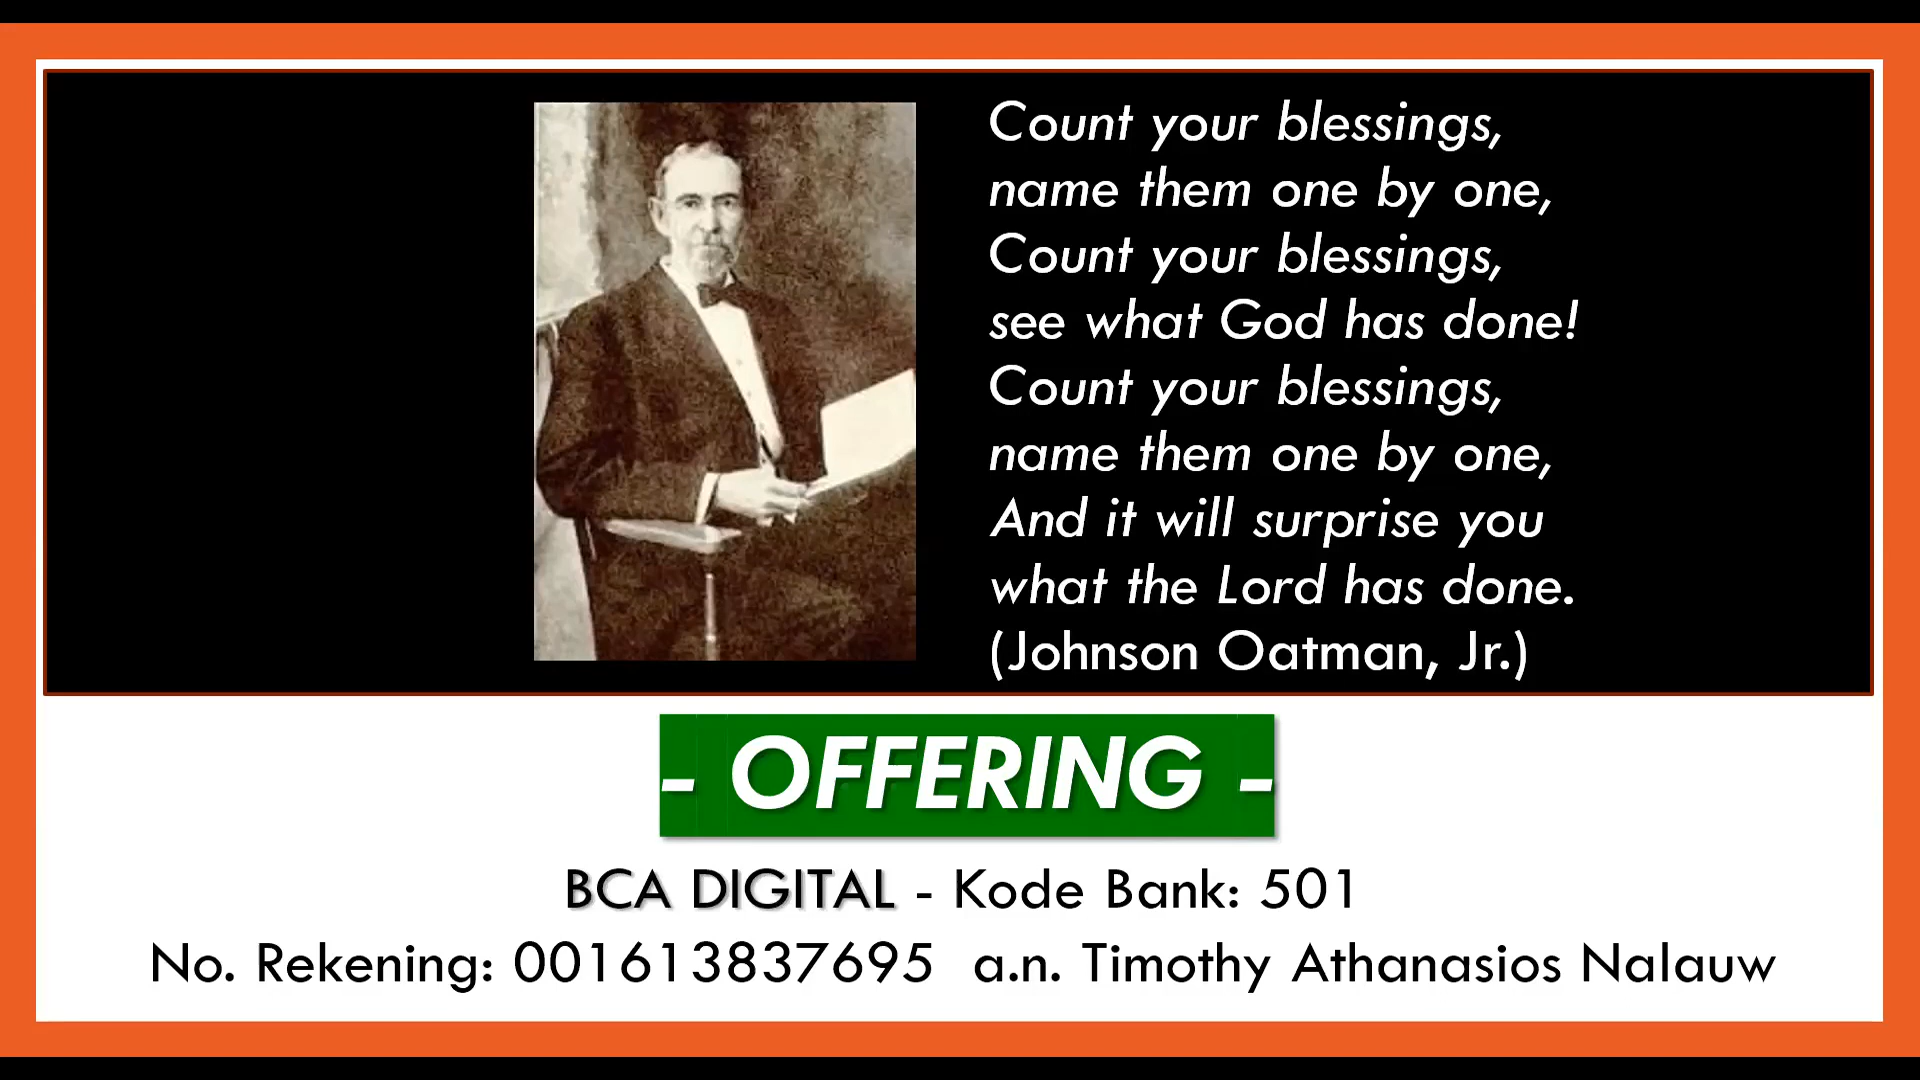 Count your blessings,
name them one by one,
Count your blessings,
see what God has done!
Count your blessings,
name them one by one,
And it will surprise you
what the Lord has done.
(Johnson Oatman, Jr.)
- OFFERING -
BCA DIGITAL - Kode Bank: 501
No. Rekening: 001613837695 a.n. Timothy Athanasios Nalauw